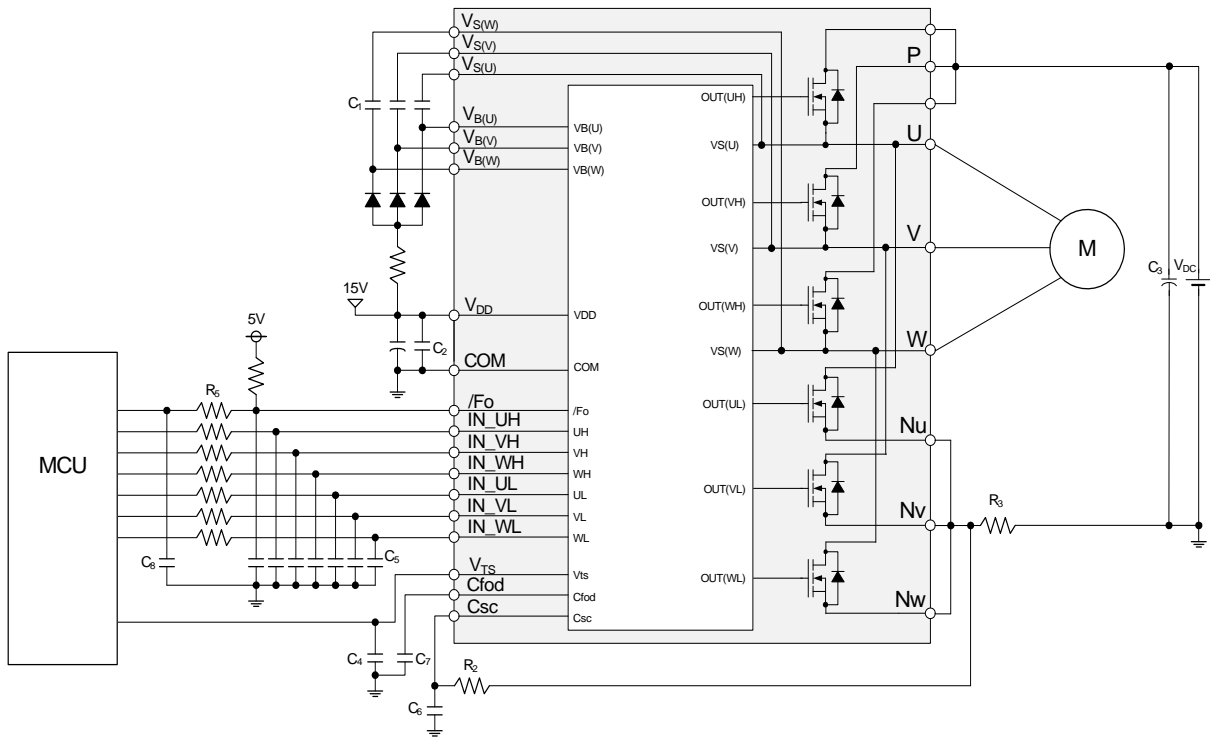 VS(W)
VS(V)
VS(U)
C1
VB(U)
VB(V)
VB(W)
VB(U)
VB(V)
VB(W)
OUT(UH)
VS(U)
OUT(VH)
VS(V)
OUT(WH)
VS(W)
OUT(UL)
OUT(VL)
OUT(WL)
P
U
V
W
M
C3
VDC
15V
VDD
VDD
C2
COM
COM
5V
R5
MCU
/Fo
IN_UH
IN_VH
IN_WH
IN_UL
IN_VL
IN_WL
/Fo
UH
VH
WH
UL
VL
WL
C8
C5
VTS
Cfod
Csc
Vts
Cfod
Csc
Nu
Nv
Nw
R3
C4
C7
R2
C6